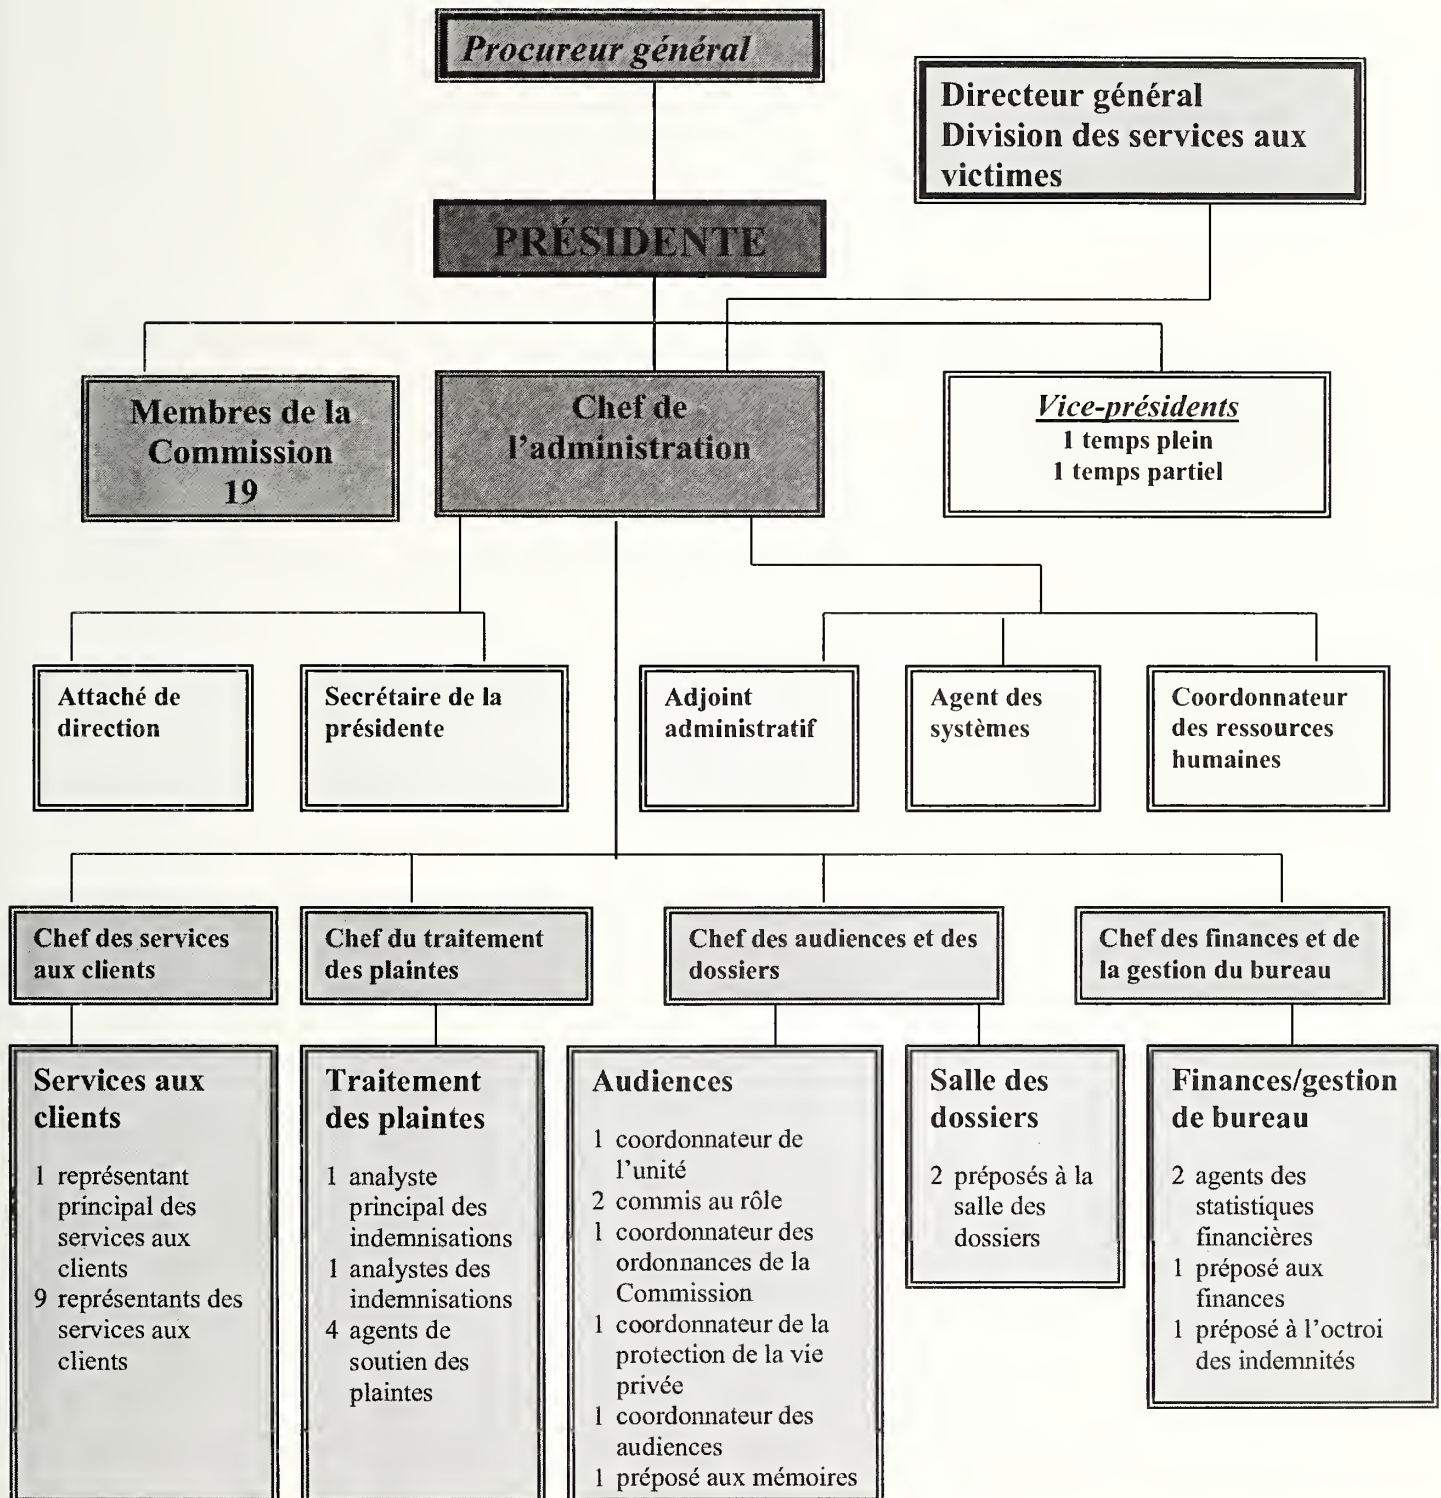 Procureur général
Directeur général
Division des services aux
victimes
PRÉSIDENTE
Membres de la
Commission
19
Chef de
l'administration
Vice-présidents
1 temps plein
1 temps partiel
Attaché de
direction
Secrétaire de la
présidente
Adjoint
administratif
Agent des
systèmes
Coordonnateur
des ressources
humaines
Chef des services
aux clients
Chef du traitement
des plaintes
Chef des audiences et des
dossiers
Chef des finances et de
la gestion du bureau
Services aux
clients
1 représentant
principal des
services aux
clients
9 représentants des
services aux
clients
Traitement
des plaintes
1 analyste
principal des
indemnisations
1 analystes des
indemnisations
4 agents de
soutien des
plaintes
Audiences
1 coordonnateur de
l'unité
2 commis au rôle
1 coordonnateur des
ordonnances de la
Commission
1 coordonnateur de la
protection de la vie
privée
1 coordonnateur des
audiences
1 préposé aux mémoires
Salle des
dossiers
2 préposés à la
salle des
dossiers
Finances/gestion
de bureau
2 agents des
statistiques
financières
1 préposé aux
finances
1 préposé à l'octroi
des indemnités